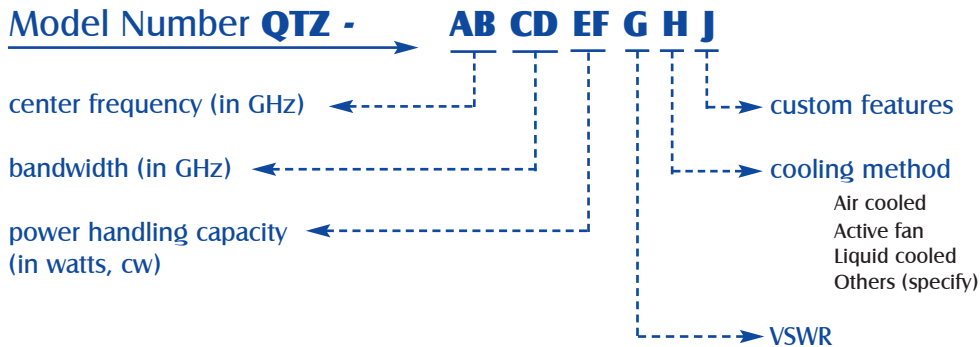 Model Number QTZ - AB CD EF G H J
center frequency (in GHz)
custom features
bandwidth (in GHz)
cooling method
Air cooled
Active fan
Liquid cooled
Others (specify)
power handling capacity
(in watts, cw)
VSWR